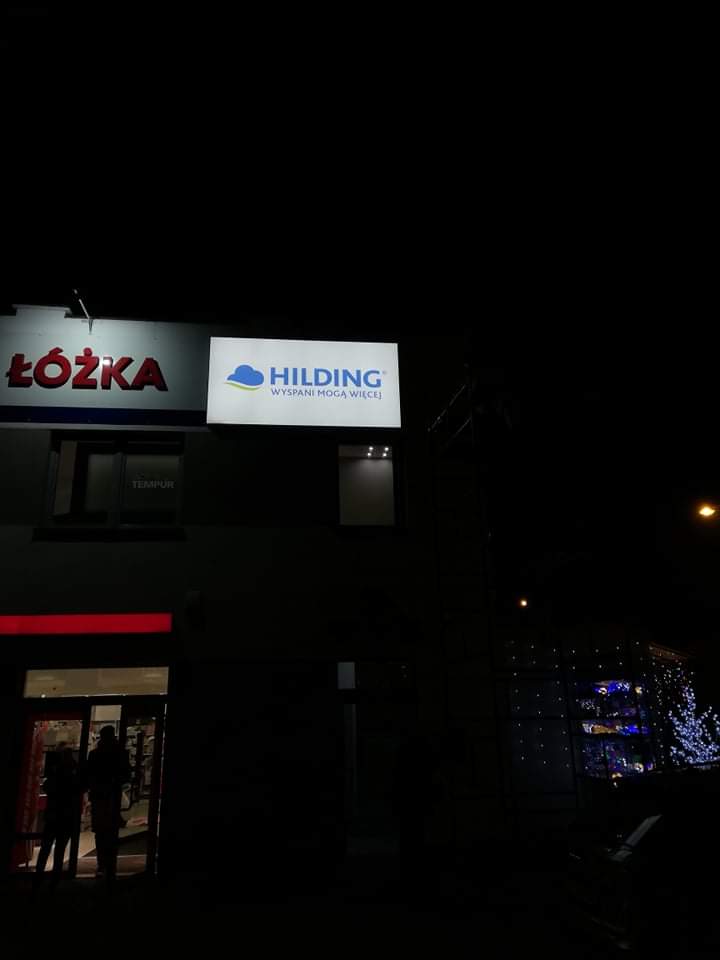 ŁÓŻKA
HILDING®
WYSPANI MOGĄ WIĘCEJ
TEMPUR